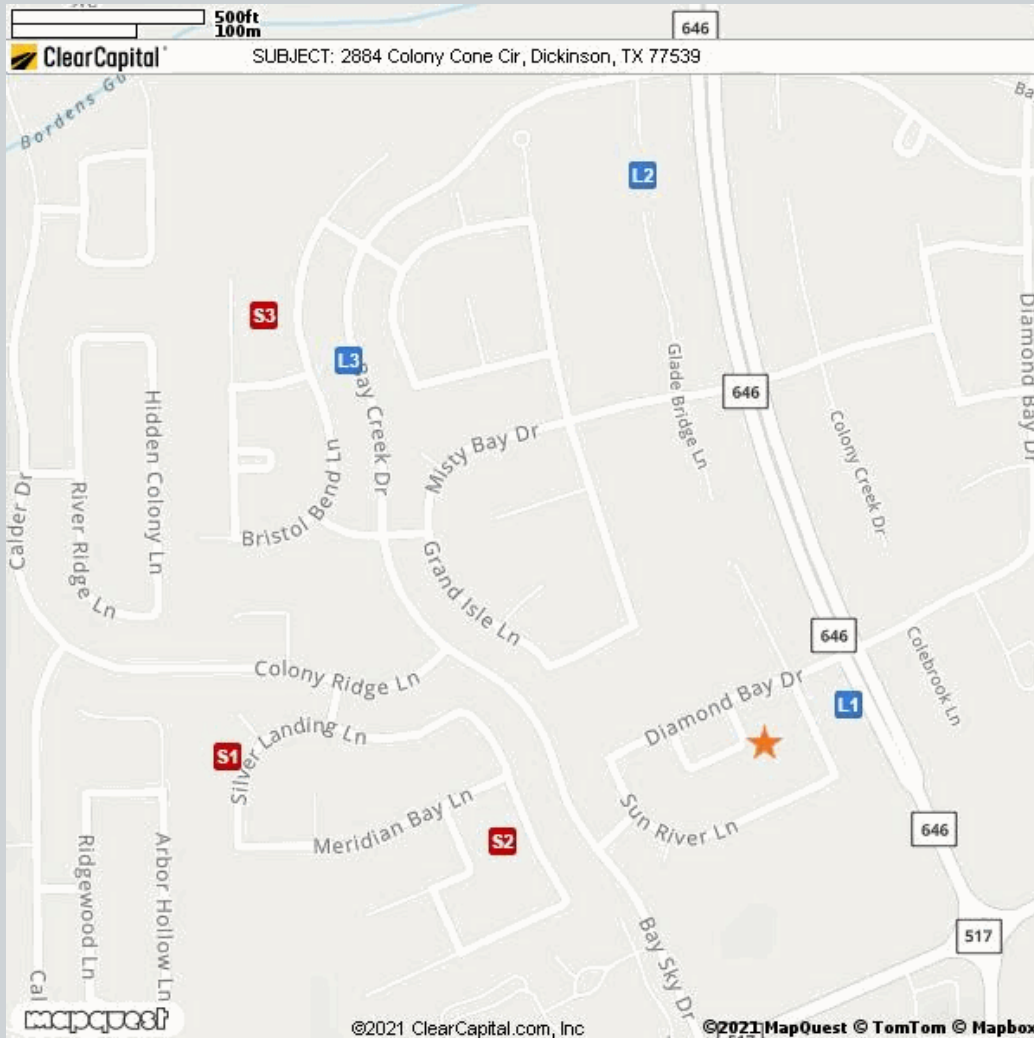 500ft
100m
646
ClearCapital
SUBJECT: 2884 Colony Cone Cir, Dickinson, TX 77539
Bordens Gu
Ba
L2
S3
L3
646
Diamond Bay Dr
Bay Creek Dr
Glade Bridge Ln
Hidden Colony Ln
Misty Bay Dr
Colony Creek Dr
Calder Dr
River Ridge Ln
Bristol Bend Ln
Grand Isle Ln
646
Colebrook Ln
Colony Ridge Ln
Diamond Bay Dr
L1
Silver Landing Ln
S1
Meridian Bay Ln
Sun River Ln
S2
646
Ridgewood Ln
Arbor Hollow Ln
517
Bay Sky Dr
Cal
mapquest
©2021 ClearCapital.com, Inc
©2021 MapQuest © TomTom © Mapbox
517